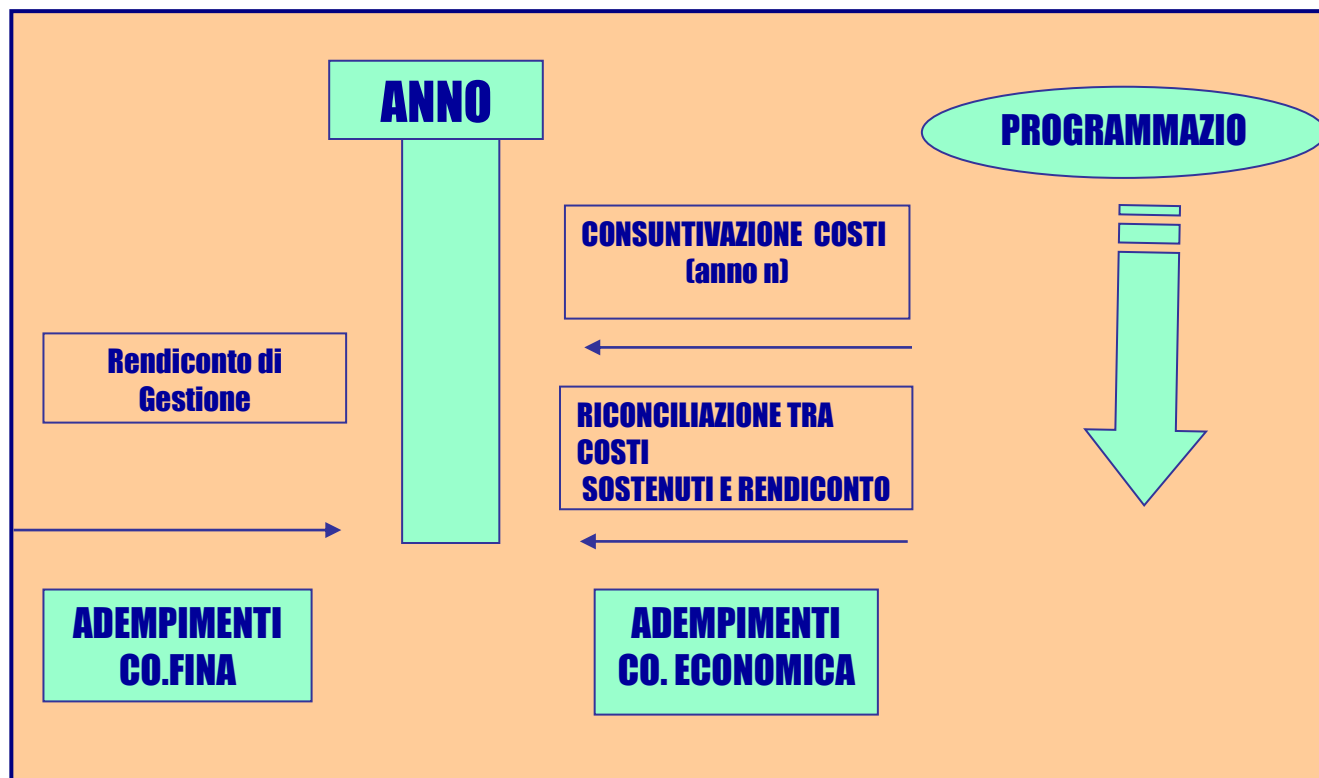 ANNO
PROGRAMMAZIO
CONSUNTIVAZIONE COSTI
(anno n)
Rendiconto di
Gestione
RICONCILIAZIONE TRA
COSTI
SOSTENUTI E RENDICONTO
ADEMPIMENTI
CO.FINA
ADEMPIMENTI
CO. ECONOMICA